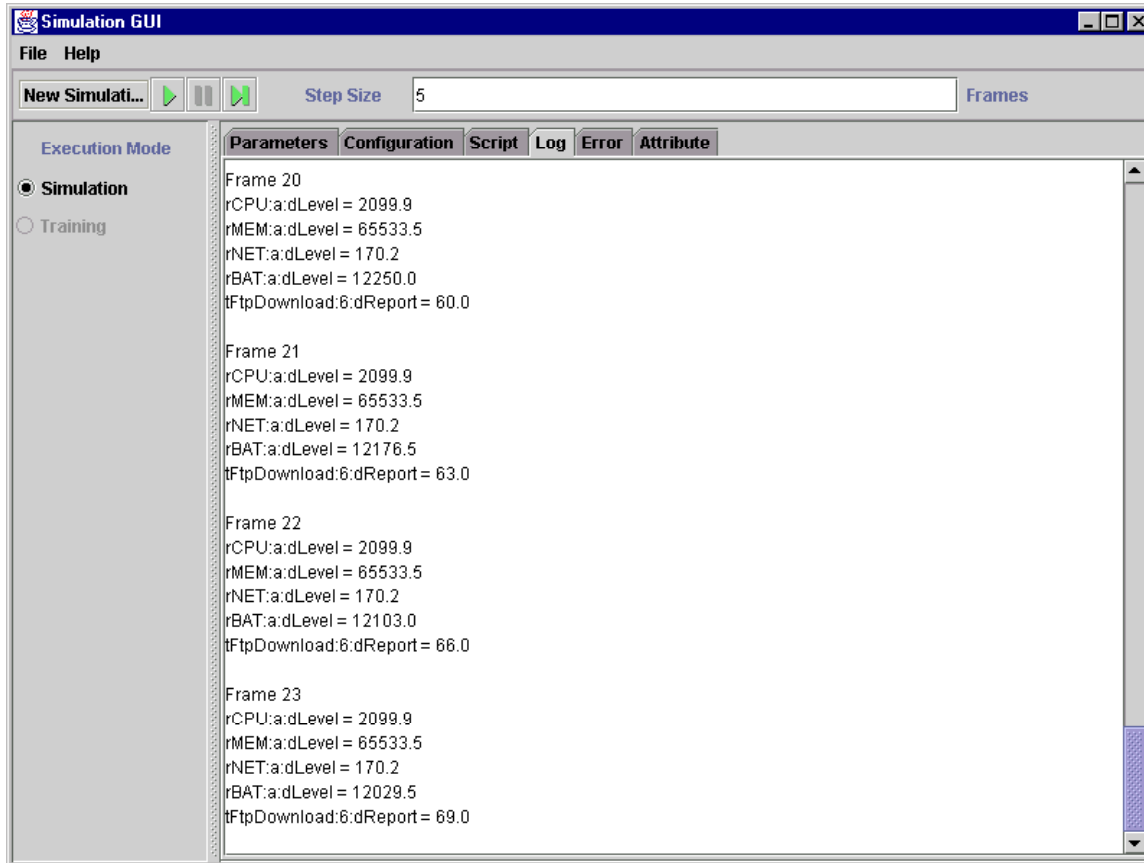 Simulation GUI
File Help
New Simulati... Step Size 5 Frames
Execution Mode
Simulation
Training
Parameters Configuration Script Log Error Attribute
Frame 20
rCPU:a:dLevel = 2099.9
rMEM:a:dLevel = 65533.5
rNET:a:dLevel = 170.2
rBAT:a:dLevel = 12250.0
tFtpDownload:6:dReport = 60.0
Frame 21
rCPU:a:dLevel = 2099.9
rMEM:a:dLevel = 65533.5
rNET:a:dLevel = 170.2
rBAT:a:dLevel = 12176.5
tFtpDownload:6:dReport = 63.0
Frame 22
rCPU:a:dLevel = 2099.9
rMEM:a:dLevel = 65533.5
rNET:a:dLevel = 170.2
rBAT:a:dLevel = 12103.0
tFtpDownload:6:dReport = 66.0
Frame 23
rCPU:a:dLevel = 2099.9
rMEM:a:dLevel = 65533.5
rNET:a:dLevel = 170.2
rBAT:a:dLevel = 12029.5
tFtpDownload:6:dReport = 69.0